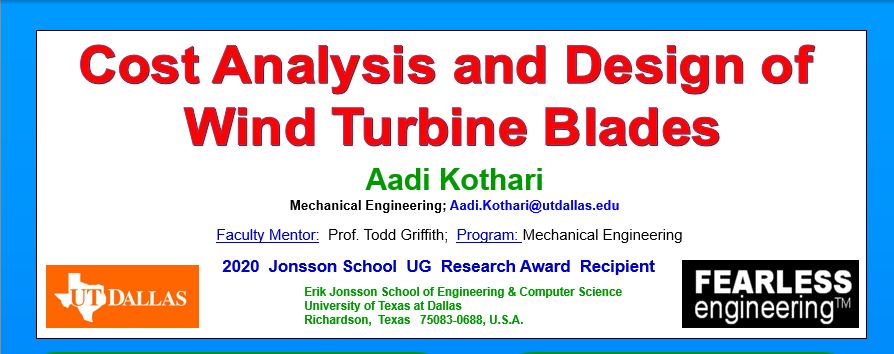 Cost Analysis and Design of
Wind Turbine Blades
Aadi Kothari
Mechanical Engineering; Aadi.Kothari@utdallas.edu
Faculty Mentor: Prof. Todd Griffith; Program: Mechanical Engineering
2020 Jonsson School UG Research Award Recipient
Erik Jonsson School of Engineering & Computer Science
University of Texas at Dallas
Richardson, Texas 75083-0688, U.S.A.
UT DALLAS
FEARLESS
engineering™